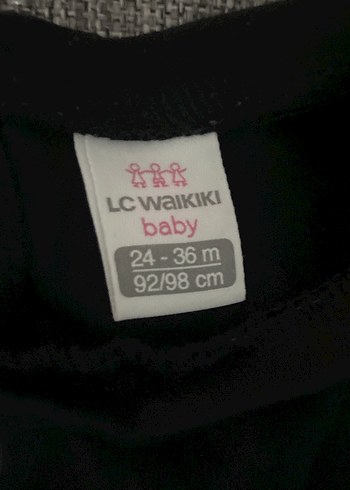 LC WAIKIKI
baby
24 - 36 m
92/98 cm